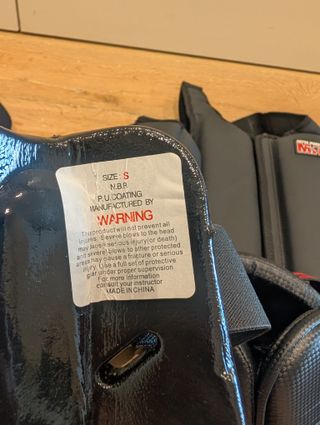 SIZE: S
N.B.R
P.U.COATING
MANUFACTURED BY
WARNING
This product will not prevent all
injuries. Severe blows to the head
may cause serious injury(or death)
and severe blows to other protected
areas may cause a fracture or serious
injury. Use a full set of protective
gear under proper supervision
For more information
consult your instructor
MADE IN CHINA